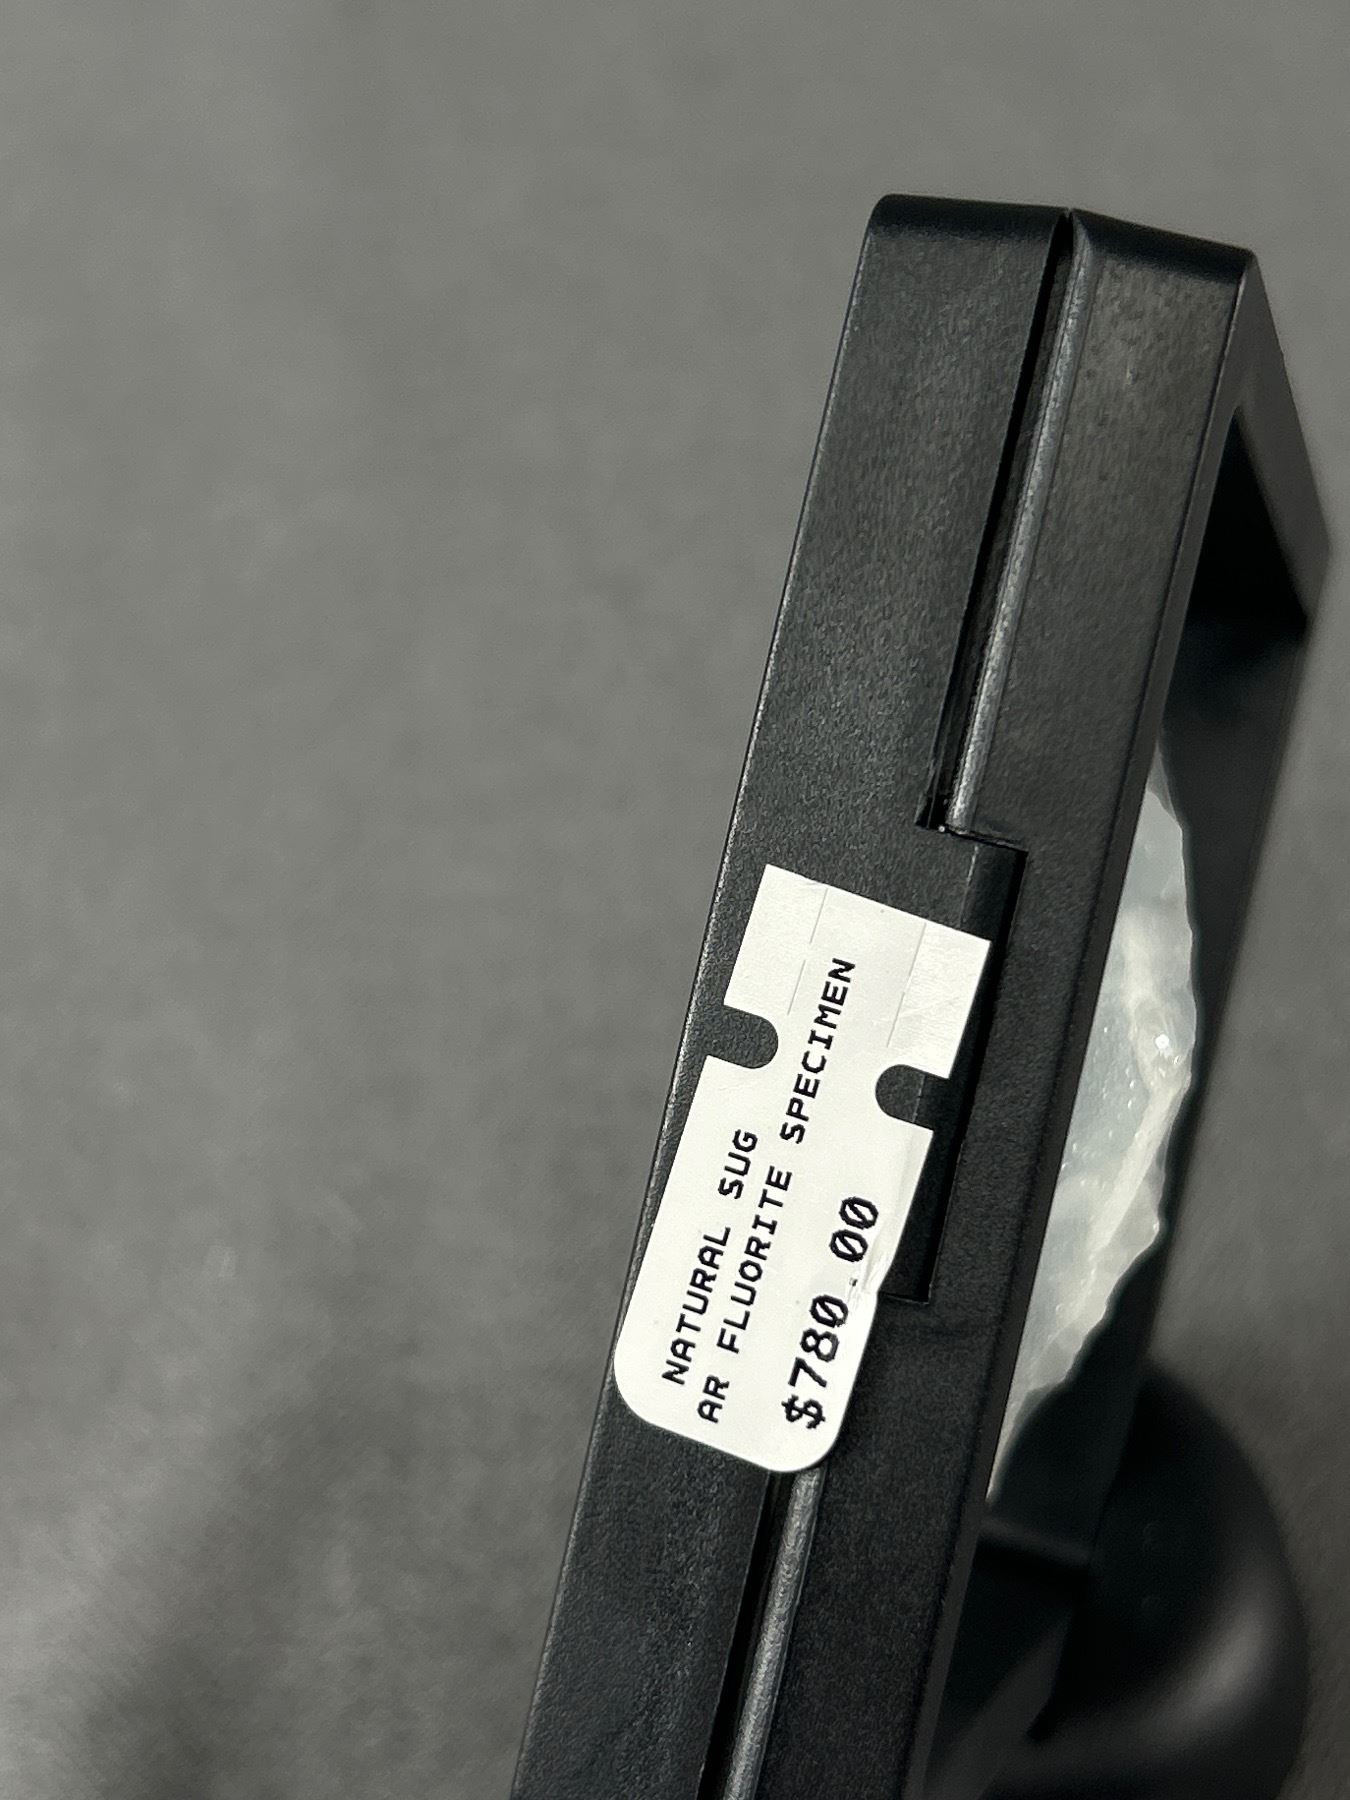 NATURAL SUG
AR FLUORITE SPECIMEN
$780.00